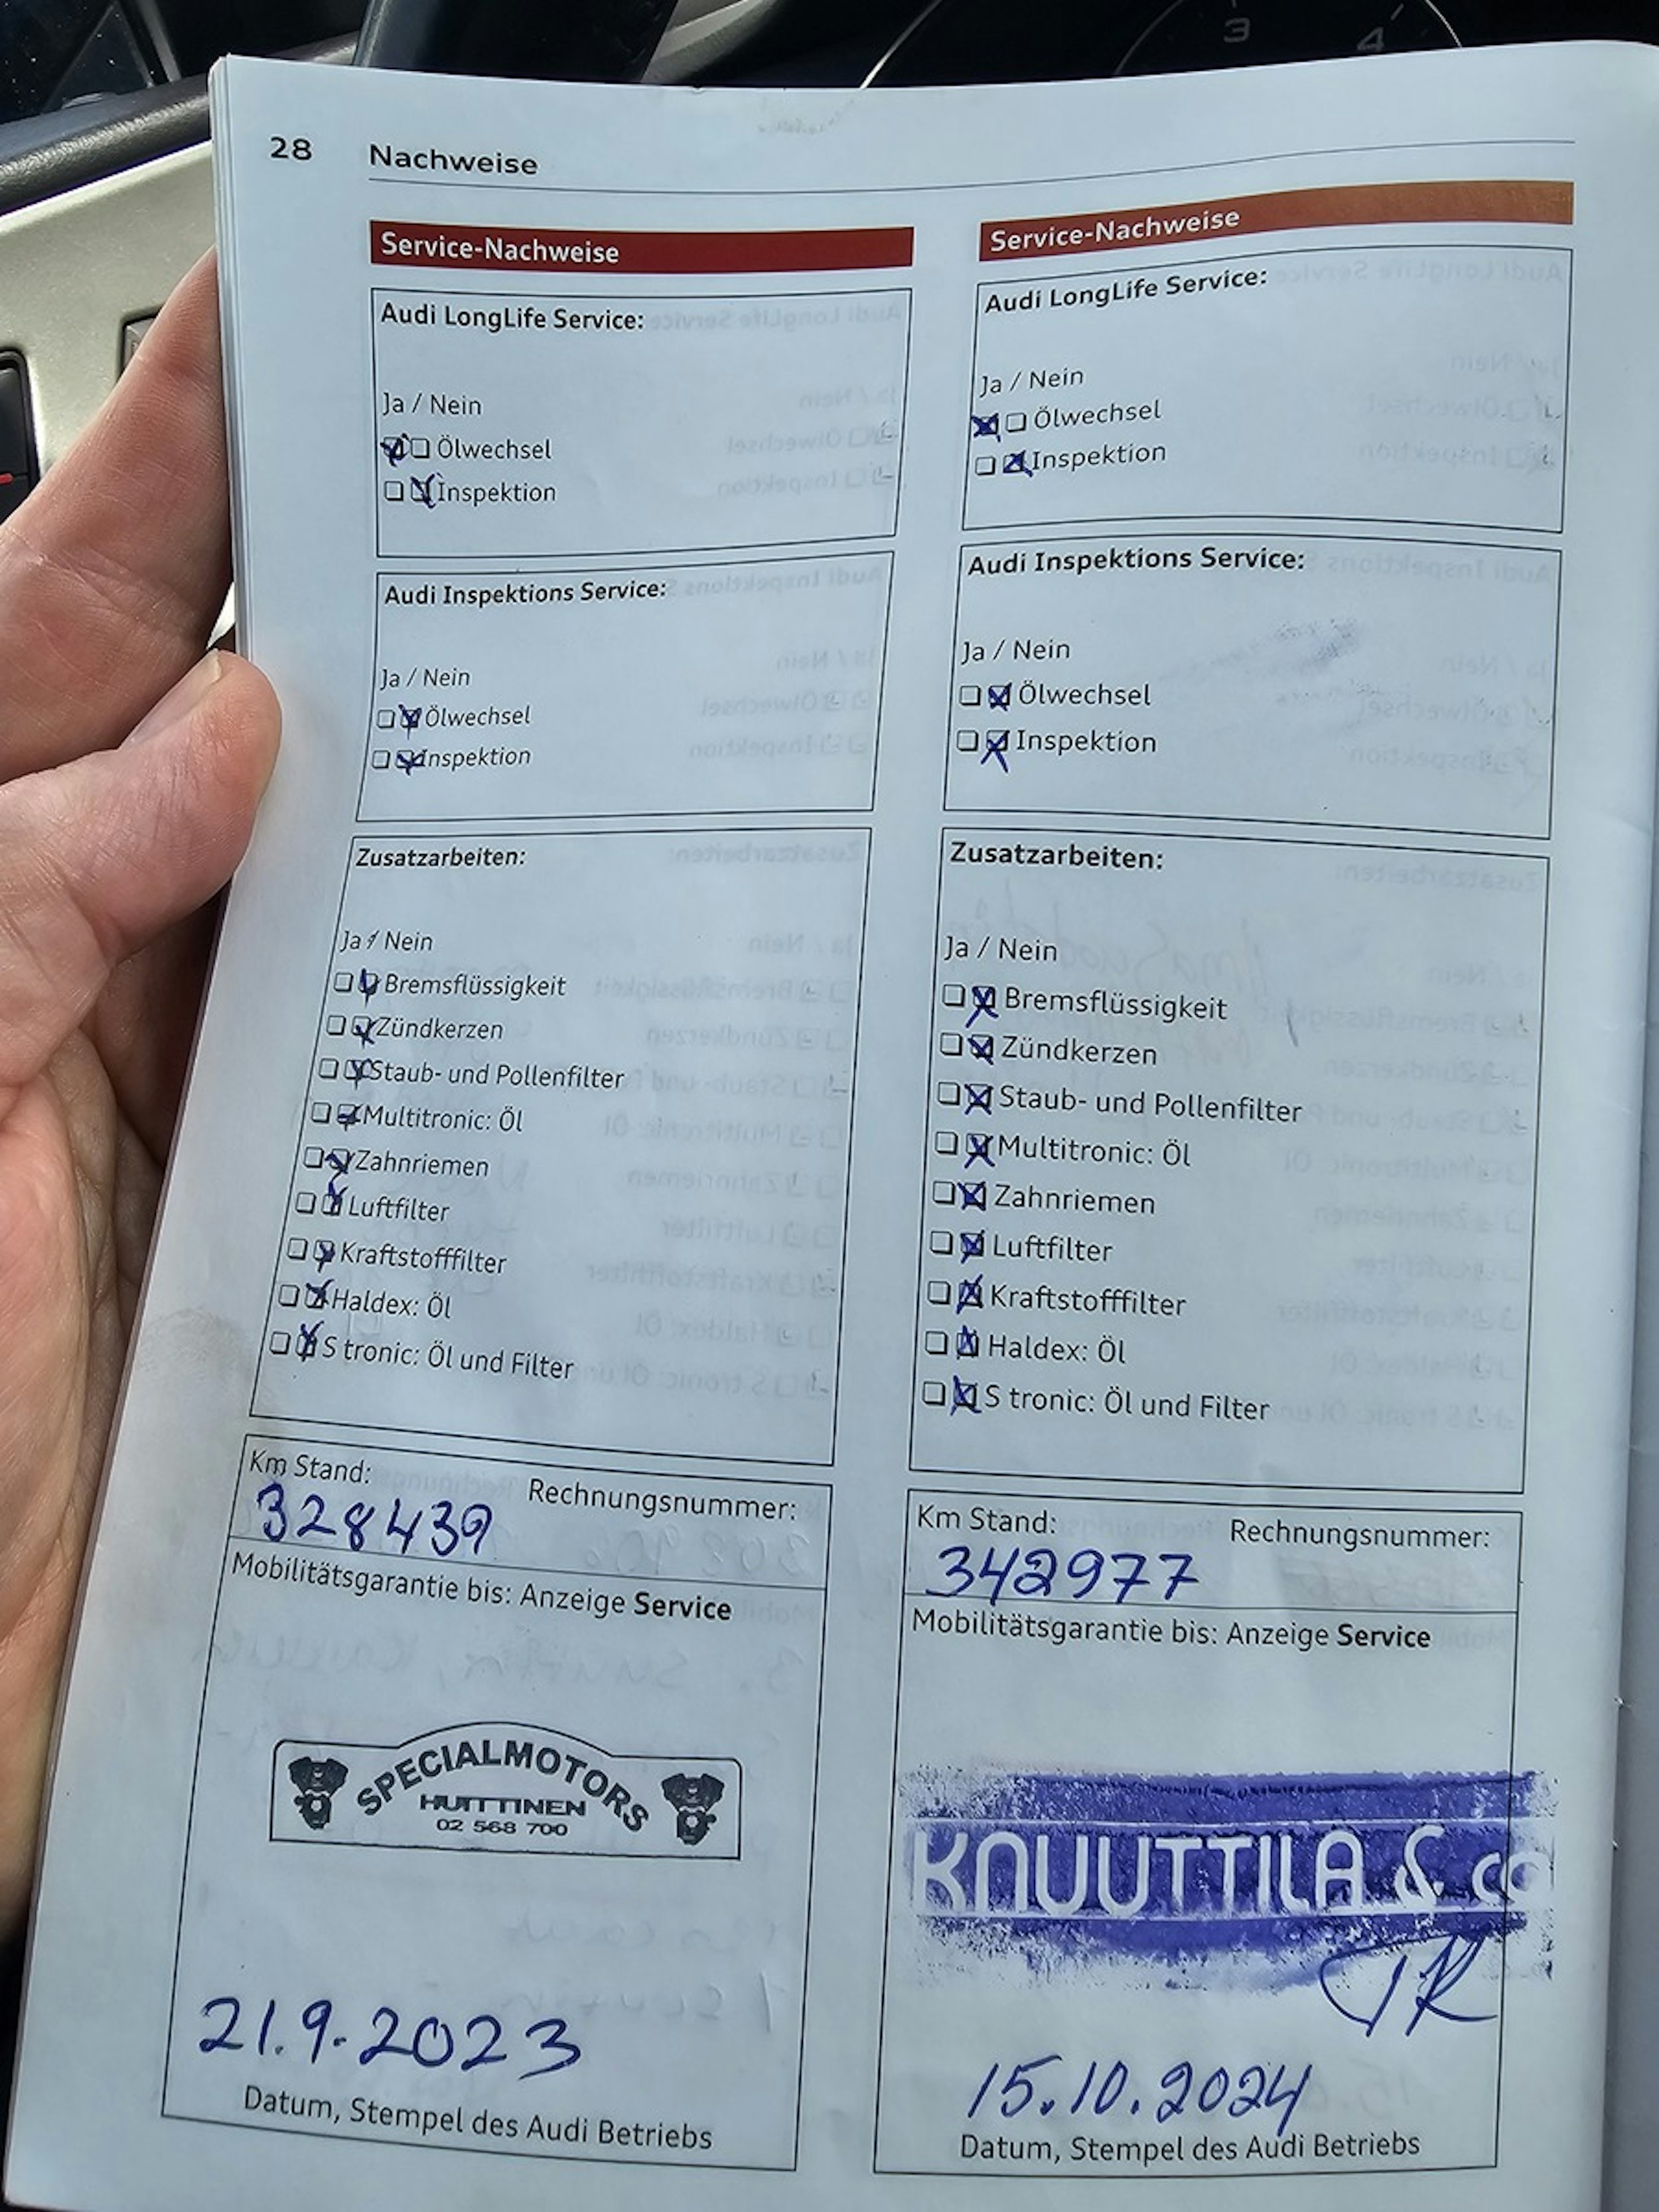 3
4
28 Nachweise
Service-Nachweise
Audi LongLife Service:
Ja / Nein
Ölwechsel
Inspektion
Audi Inspektions Service:
Ja / Nein
Ölwechsel
Inspektion
Zusatzarbeiten:
Ja / Nein
Bremsflüssigkeit
Zündkerzen
Staub- und Pollenfilter
Multitronic: Öl
Zahnriemen
Luftfilter
Kraftstofffilter
Haldex: Öl
S tronic: Öl und Filter
Km Stand: Rechnungsnummer:
328439
Mobilitätsgarantie bis: Anzeige Service
SPECIALMOTORS
HUITTINEN
02 568 700
21.9.2023
Datum, Stempel des Audi Betriebs
Service-Nachweise
Audi LongLife Service:
Ja / Nein
Ölwechsel
Inspektion
Audi Inspektions Service:
Ja / Nein
Ölwechsel
Inspektion
Zusatzarbeiten:
Ja / Nein
Bremsflüssigkeit
Zündkerzen
Staub- und Pollenfilter
Multitronic: Öl
Zahnriemen
Luftfilter
Kraftstofffilter
Haldex: Öl
S tronic: Öl und Filter
Km Stand: Rechnungsnummer:
342977
Mobilitätsgarantie bis: Anzeige Service
KNUUTTILA & co
15.10.2024
Datum, Stempel des Audi Betriebs